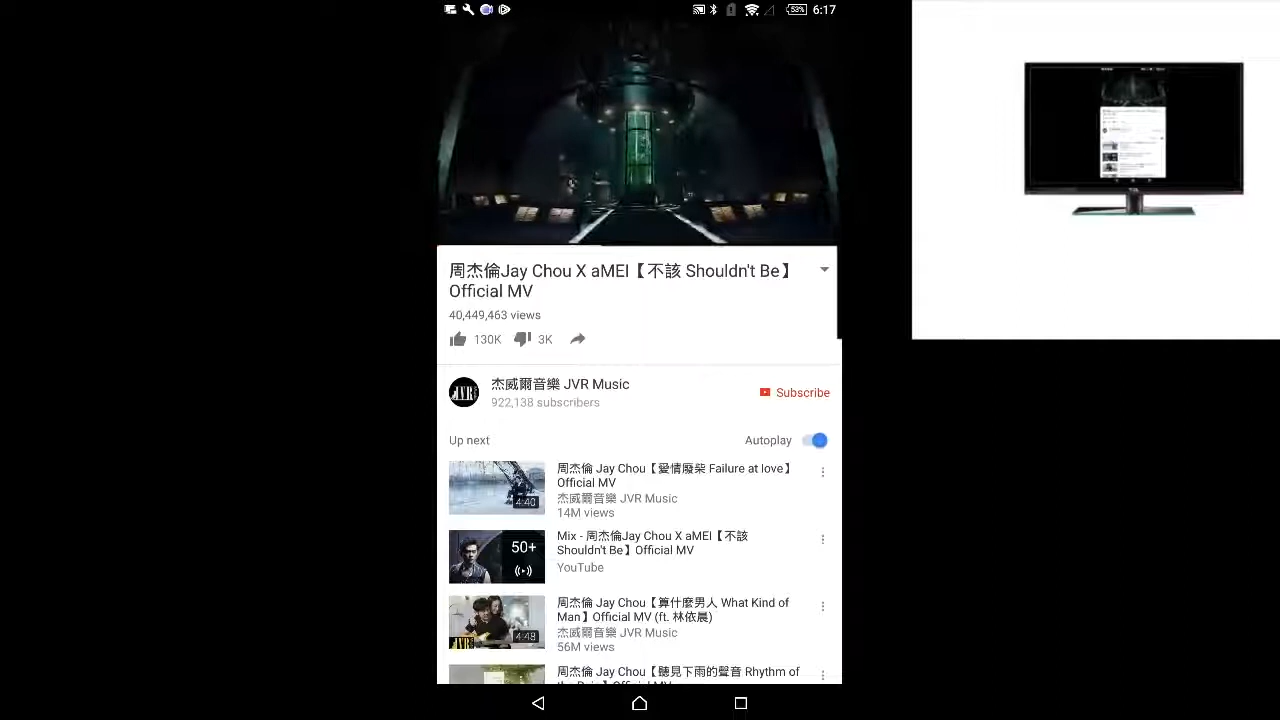 53%
6:17
周杰倫Jay Chou X aMEI【不該 Shouldn't Be】
Official MV
40,449,463 views
130K
3K
JVR
杰威爾音樂 JVR Music
922,138 subscribers
Subscribe
Up next
Autoplay
4:40
周杰倫 Jay Chou【愛情廢柴 Failure at love】
Official MV
杰威爾音樂 JVR Music
14M views
50+
Mix - 周杰倫Jay Chou X aMEI【不該
Shouldn't Be】Official MV
YouTube
4:48
JVR
周杰倫 Jay Chou【算什麼男人 What Kind of
Man】Official MV (ft. 林依晨)
杰威爾音樂 JVR Music
56M views
周杰倫 Jay Chou【聽見下雨的聲音 Rhythm of
TCL